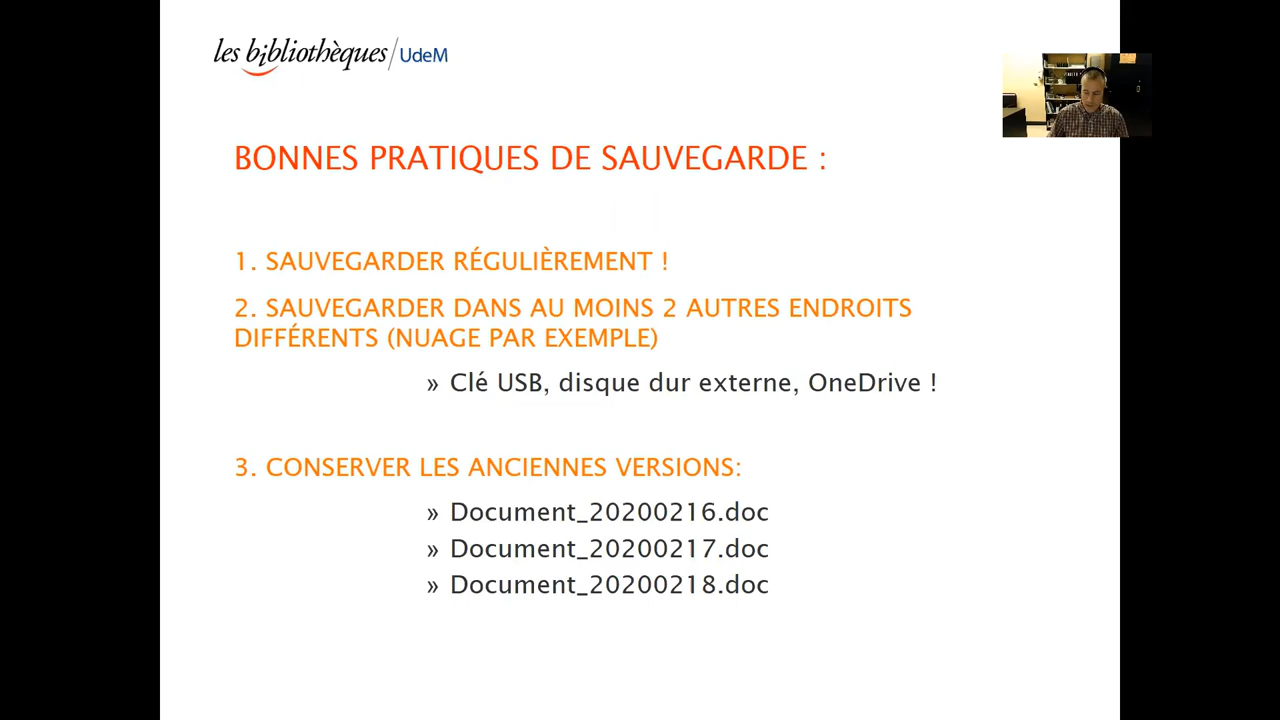 les bibliothèques/UdeM
BONNES PRATIQUES DE SAUVEGARDE :
1. SAUVEGARDER RÉGULIÈREMENT !
2. SAUVEGARDER DANS AU MOINS 2 AUTRES ENDROITS
DIFFÉRENTS (NUAGE PAR EXEMPLE)
» Clé USB, disque dur externe, OneDrive !
3. CONSERVER LES ANCIENNES VERSIONS:
» Document_20200216.doc
» Document_20200217.doc
» Document_20200218.doc